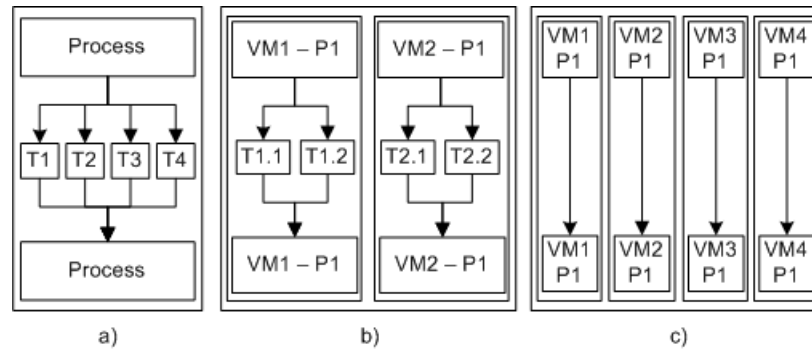 Process
T1 T2 T3 T4
Process
a)
VM1 – P1 VM2 – P1
T1.1 T1.2 T2.1 T2.2
VM1 – P1 VM2 – P1
b)
VM1 VM2 VM3 VM4
P1 P1 P1 P1
VM1 VM2 VM3 VM4
P1 P1 P1 P1
c)